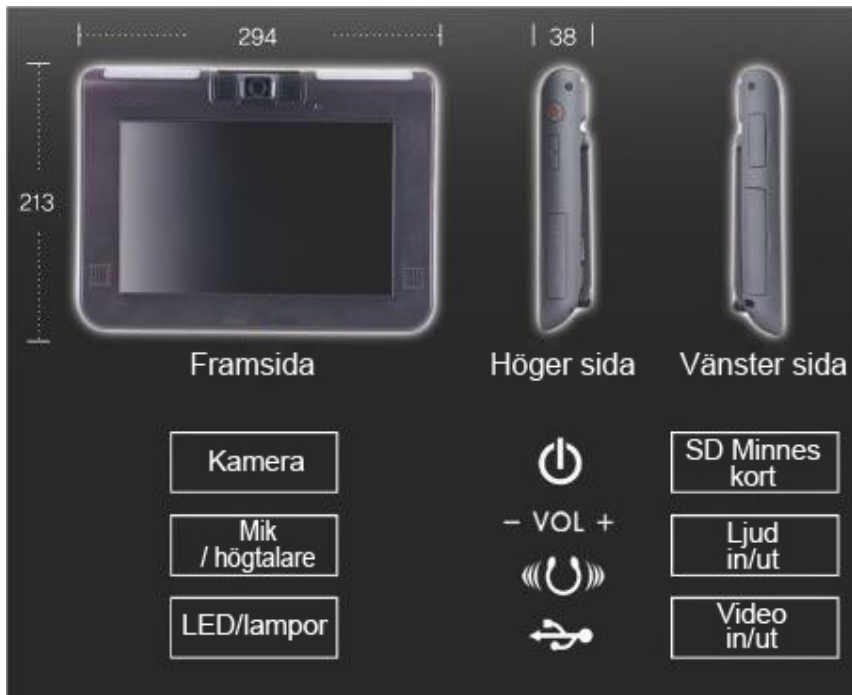 294
38
213
Framsida
Höger sida
Vänster sida
Kamera
Mik
/ högtalare
LED/lampor
- VOL +
SD Minnes
kort
Ljud
in/ut
Video
in/ut